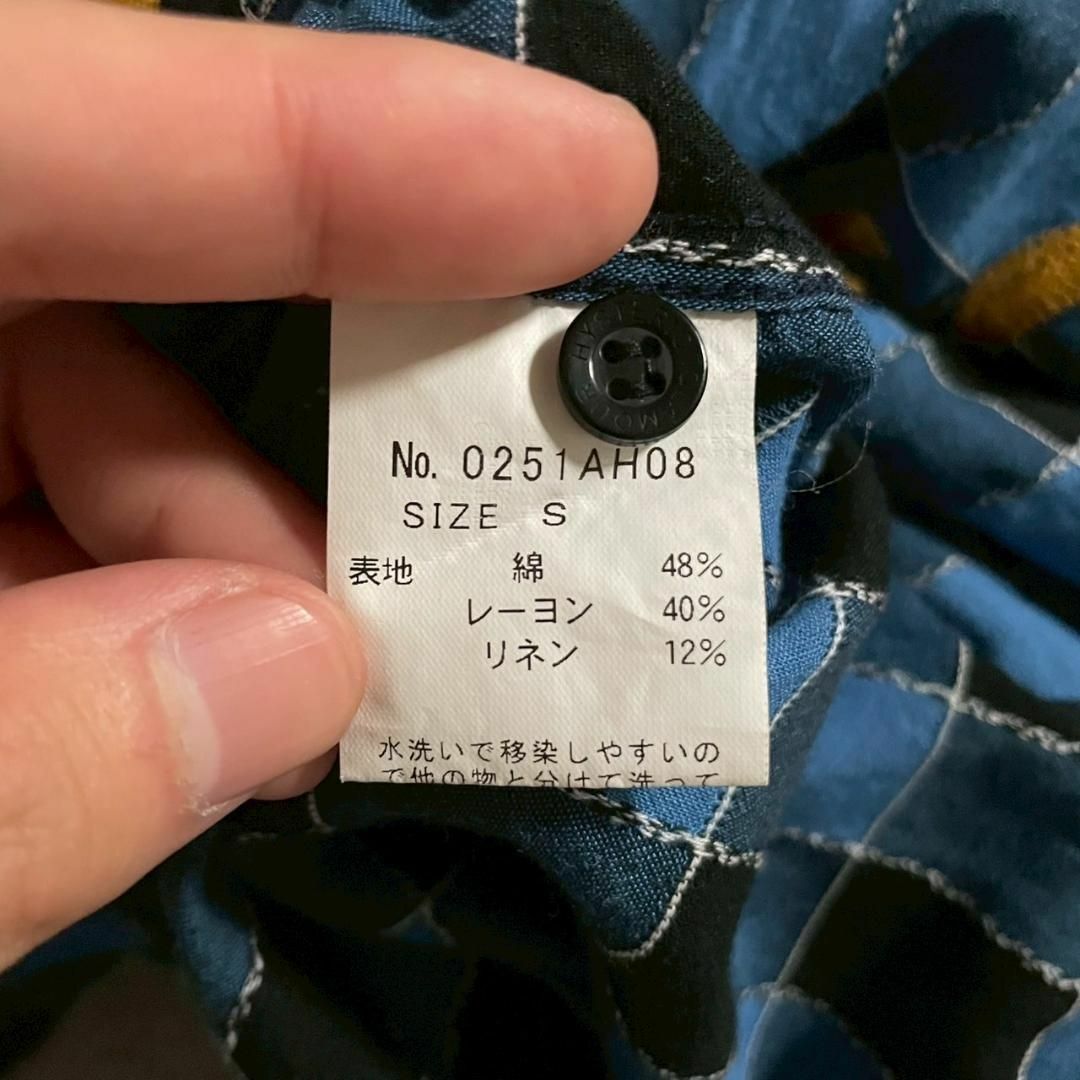 No. 0251AH08
SIZE S
表地 綿 48%
レーヨン 40%
リネン 12%
水洗いで移染しやすいの
で他の物と分けて洗って